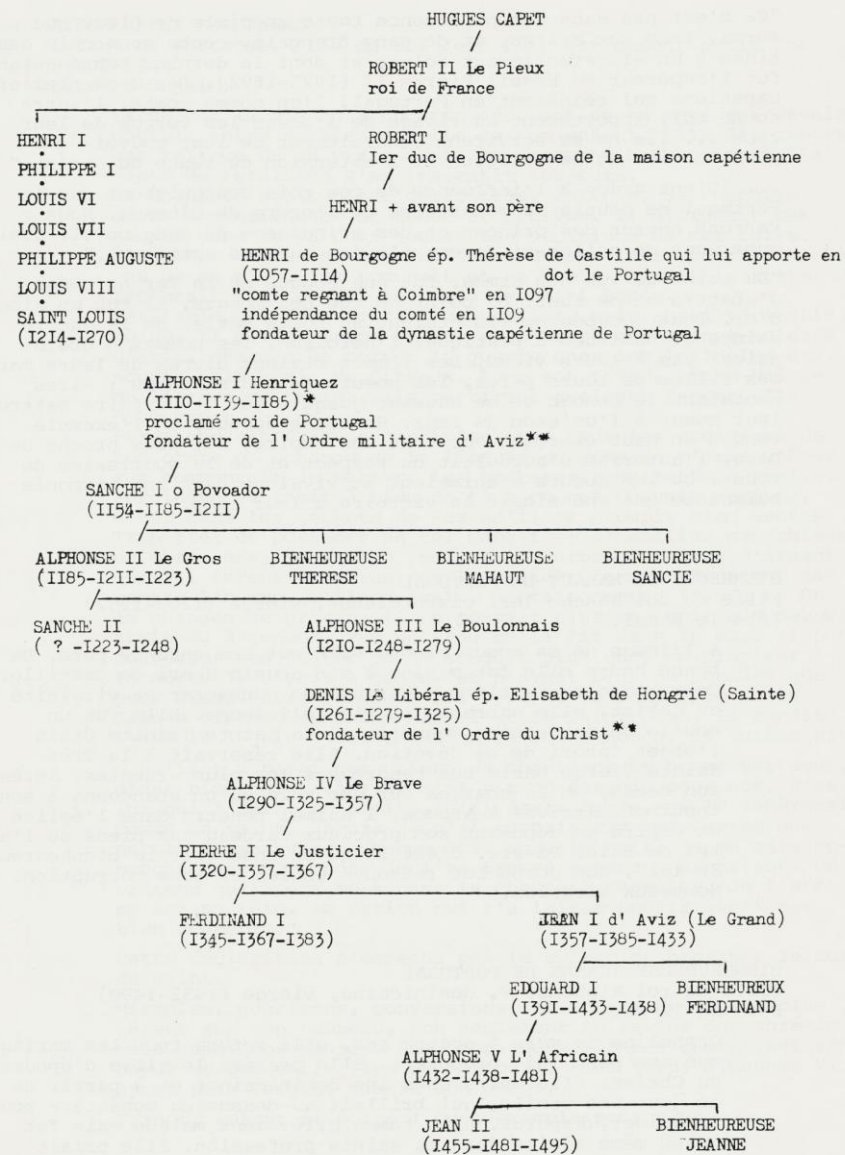 HUGUES CAPET
ROBERT II Le Pieux
roi de France
HENRI I
PHILIPPE I
LOUIS VI
LOUIS VII
PHILIPPE AUGUSTE
LOUIS VIII
SAINT LOUIS
(I2I4-I270)
ROBERT I
Ier duc de Bourgogne de la maison capétienne
HENRI + avant son père
HENRI de Bourgogne ép. Thérèse de Castille qui lui apporte en
(I057-III4) dot le Portugal
"comte regnant à Coimbre" en I097
indépendance du comté en II09
fondateur de la dynastie capétienne de Portugal
ALPHONSE I Henriquez
(III0-II39-II85)*
proclamé roi de Portugal
fondateur de l' Ordre militaire d' Aviz**
SANCHE I o Povoador
(II54-II85-I2II)
ALPHONSE II Le Gros BIENHEUREUSE BIENHEUREUSE BIENHEUREUSE
(II85-I2II-I223) THERESE MAHAUT SANCIE
SANCHE II ALPHONSE III Le Boulonnais
( ? -I223-I248) (I2I0-I248-I279)
DENIS Le Libéral ép. Elisabeth de Hongrie (Sainte)
(I26I-I279-I325)
fondateur de l' Ordre du Christ**
ALPHONSE IV Le Brave
(I290-I325-I357)
PIERRE I Le Justicier
(I320-I357-I367)
FERDINAND I JEAN I d' Aviz (Le Grand)
(I345-I367-I383) (I357-I385-I433)
EDOUARD I BIENHEUREUX
(I39I-I433-I438) FERDINAND
ALPHONSE V L' Africain
(I432-I438-I48I)
JEAN II BIENHEUREUSE
(I455-I48I-I495) JEANNE